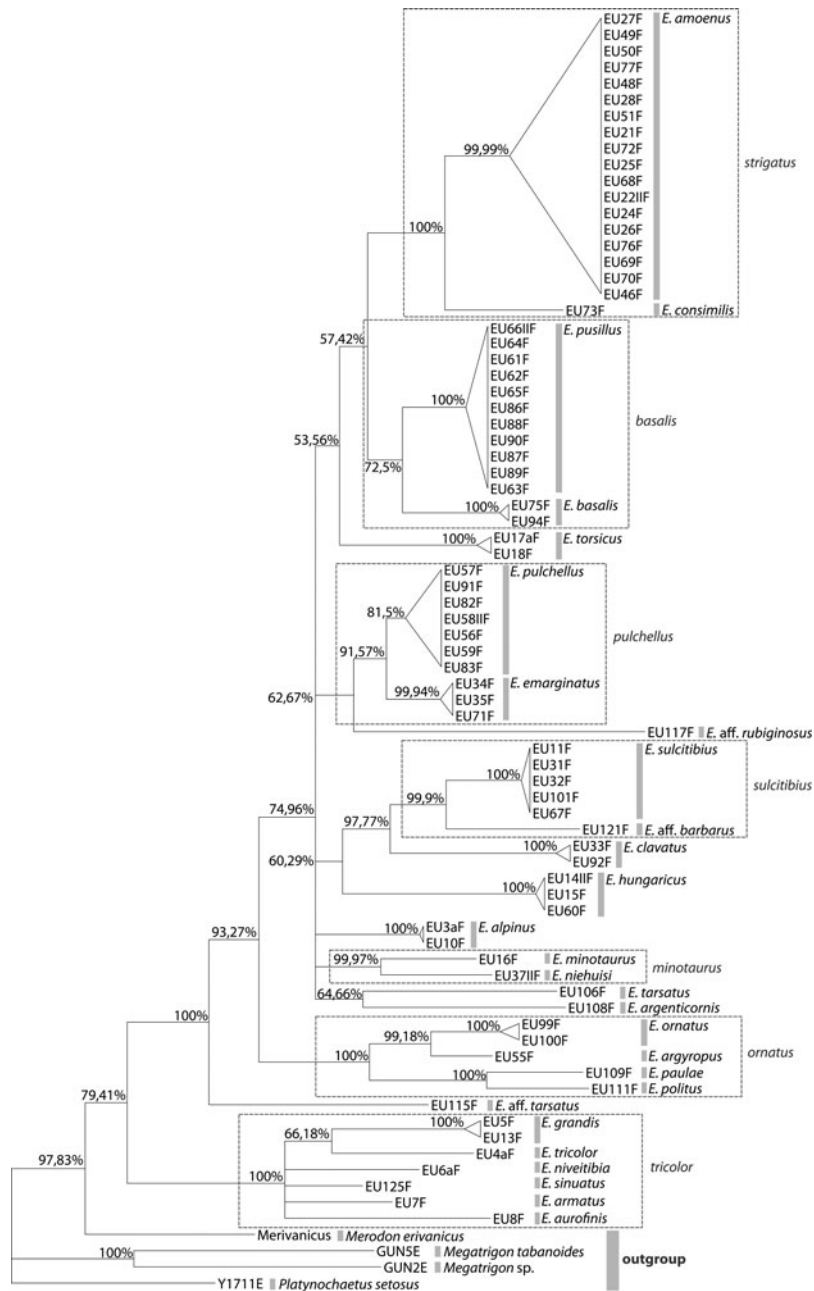 EU27F E. amoenus
EU49F
EU50F
EU77F
EU48F
EU28F
EU51F
EU21F
99,99% EU72F
EU25F strigatus
EU68F
EU22IIF
EU24F
EU26F
100% EU76F
EU69F
EU70F
EU46F
EU73F E. consimilis
57,42% EU66IIF E. pusillus
EU64F
EU61F
EU62F
EU65F
100% EU86F
EU88F basalis
53,56% EU90F
EU87F
72,5% EU89F
EU63F
100% EU75F E. basalis
EU94F
100% EU17aF E. torsicus
EU18F
EU57F E. pulchellus
EU91F
EU82F
81,5% EU58IIF
EU56F pulchellus
91,57% EU59F
EU83F
99,94% EU34F E. emarginatus
62,67% EU35F
EU71F
EU117F E. aff. rubiginosus
EU11F E. sulcitibius
EU31F
100% EU32F sulcitibius
99,9% EU101F
74,96% EU67F
97,77% EU121F E. aff. barbarus
100% EU33F E. clavatus
60,29% EU92F
EU14IIF E. hungaricus
100% EU15F
EU60F
100% EU3aF E. alpinus
93,27% EU10F
99,97% EU16F E. minotaurus
EU37IIF E. niehuisi minotaurus
64,66% EU106F E. tarsatus
100% EU108F E. argenticornis
100% EU99F E. ornatus
99,18% EU100F
100% EU55F E. argyropus ornatus
100% EU109F E. paulae
79,41% EU111F E. politus
EU115F E. aff. tarsatus
100% EU5F E. grandis
66,18% EU13F
97,83% EU4aF E. tricolor
100% EU6aF E. niveitibia tricolor
EU125F E. sinuatus
EU7F E. armatus
EU8F E. aurofinis
Merivanicus Merodon erivanicus
100% GUN5E Megatrigon tabanoides outgroup
GUN2E Megatrigon sp.
Y1711E Platynochaetus setosus